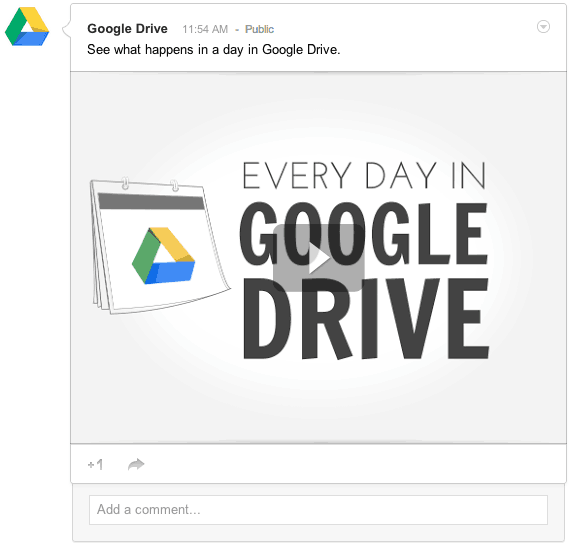 Google Drive 11:54 AM - Public
See what happens in a day in Google Drive.
EVERY DAY IN
GOOGLE
DRIVE
+1
Add a comment...